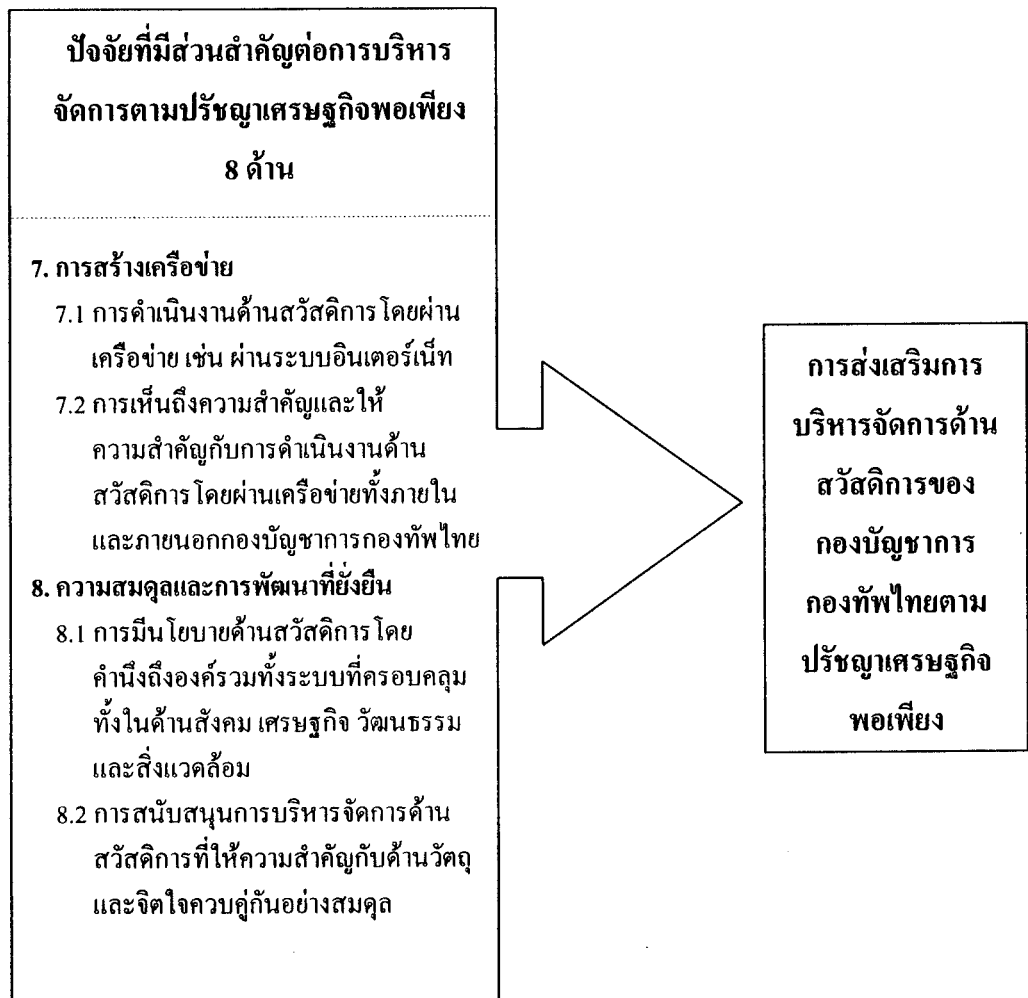 ปัจจัยที่มีส่วนสำคัญต่อการบริหาร
จัดการตามปรัชญาเศรษฐกิจพอเพียง
8 ด้าน
7. การสร้างเครือข่าย
7.1 การดำเนินงานด้านสวัสดิการโดยผ่าน
เครือข่าย เช่น ผ่านระบบอินเตอร์เน็ท
7.2 การเห็นถึงความสำคัญและให้
ความสำคัญกับการดำเนินงานด้าน
สวัสดิการโดยผ่านเครือข่ายทั้งภายใน
และภายนอกกองบัญชาการกองทัพไทย
8. ความสมดุลและการพัฒนาที่ยั่งยืน
8.1 การมีนโยบายด้านสวัสดิการโดย
คำนึงถึงองค์รวมทั้งระบบที่ครอบคลุม
ทั้งในด้านสังคม เศรษฐกิจ วัฒนธรรม
และสิ่งแวดล้อม
8.2 การสนับสนุนการบริหารจัดการด้าน
สวัสดิการที่ให้ความสำคัญกับด้านวัตถุ
และจิตใจควบคู่กันอย่างสมดุล
การส่งเสริมการ
บริหารจัดการด้าน
สวัสดิการของ
กองบัญชาการ
กองทัพไทยตาม
ปรัชญาเศรษฐกิจ
พอเพียง